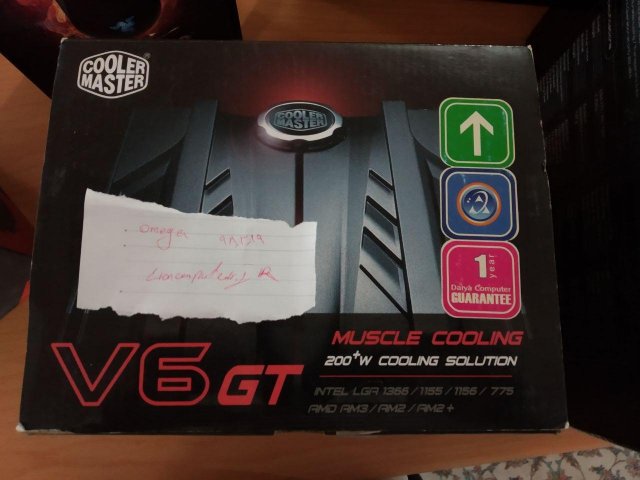 COOLER
MASTER
COOLER
MASTER
omega
1 year
Daiya Computer
GUARANTEE
MUSCLE COOLING
200+W COOLING SOLUTION
V6 GT
INTEL LGA 1366 / 1155 / 1156 / 775
AMD AM3 / AM2 / AM2 +